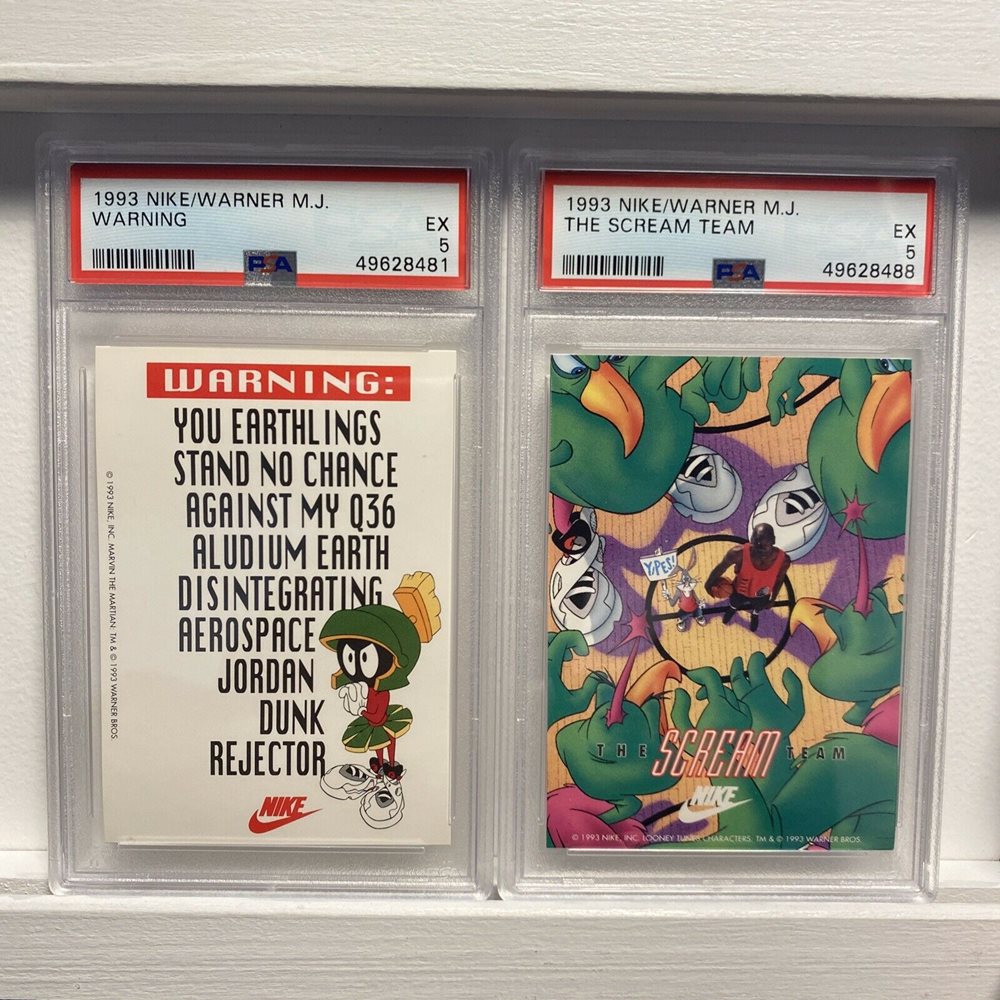 1993 NIKE/WARNER M.J.
WARNING
EX
5
PSA
49628481
WARNING:
YOU EARTHLINGS
STAND NO CHANCE
AGAINST MY Q36
ALUDIUM EARTH
DISINTEGRATING
AEROSPACE
JORDAN
DUNK
REJECTOR
NIKE
© 1993 NIKE, INC. MARVIN THE MARTIAN: TM & © 1993 WARNER BROS.
1993 NIKE/WARNER M.J.
THE SCREAM TEAM
EX
5
PSA
49628488
YIPES!
THE SCREAM TEAM
NIKE
© 1993 NIKE, INC. LOONEY TUNES CHARACTERS. TM & © 1993 WARNER BROS.